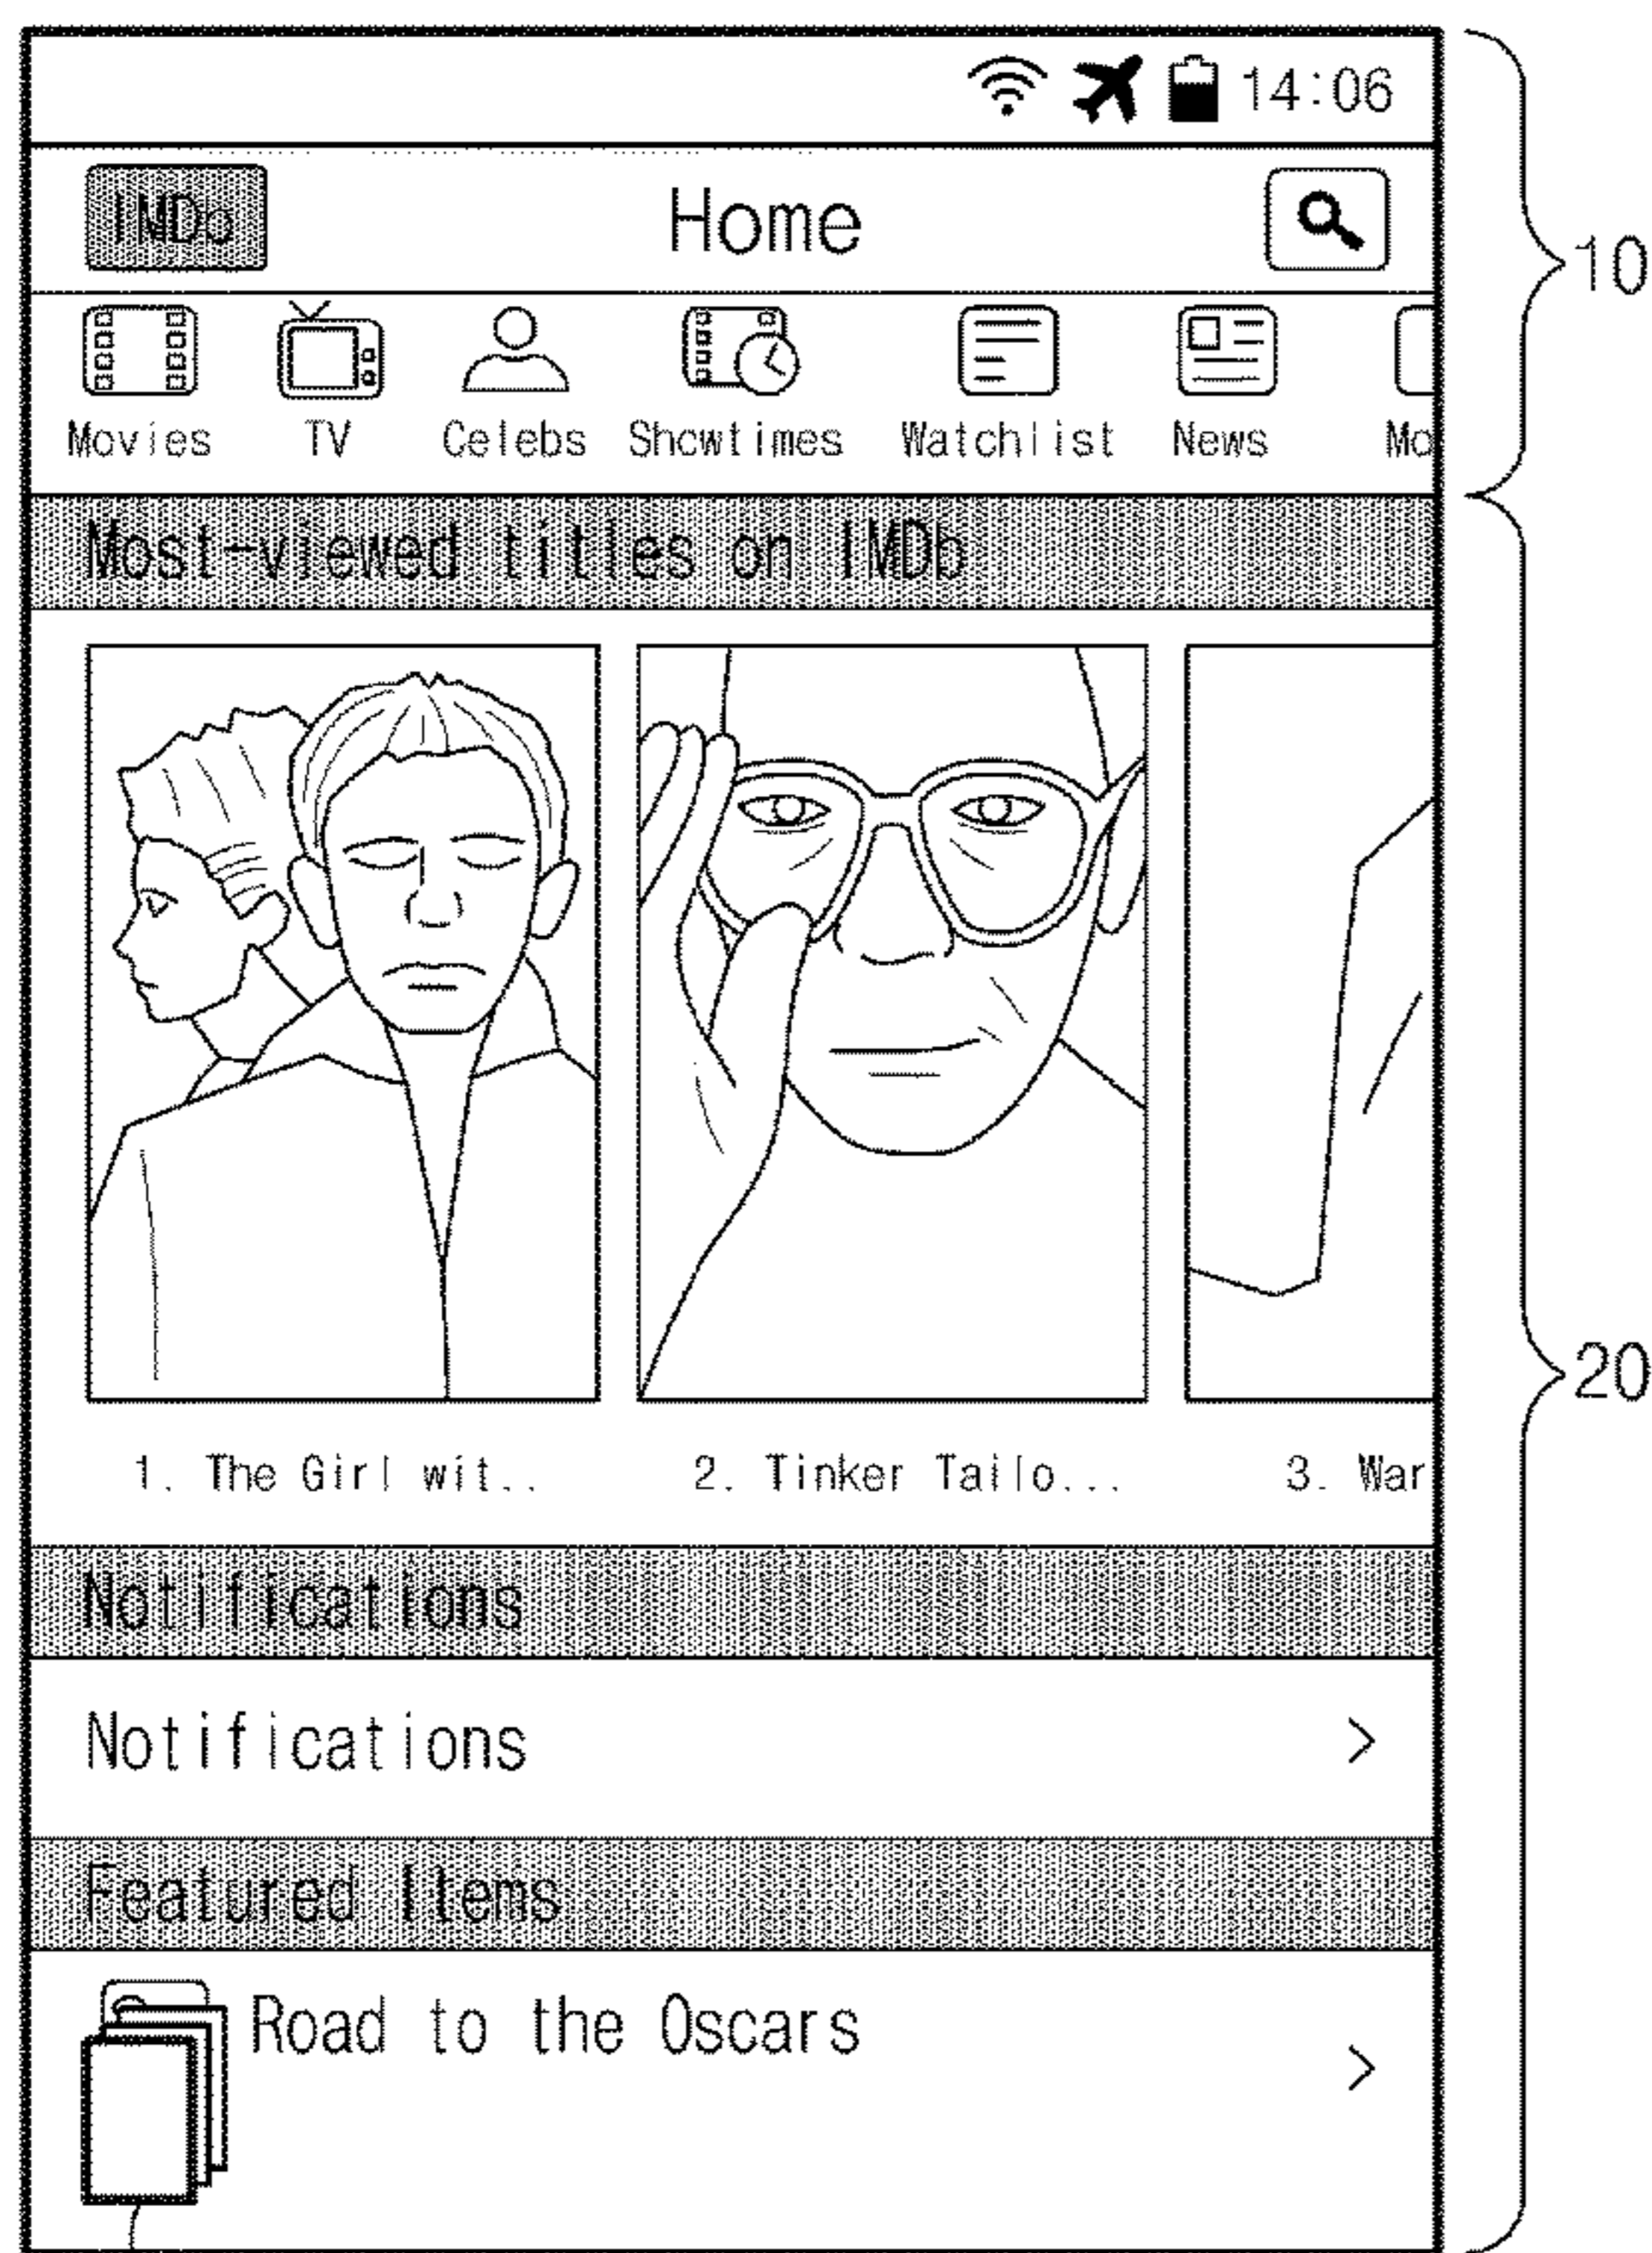 14:06
IMDb Home
10
Movies TV Celebs Showtimes Watchlist News Mo
Most-viewed titles on IMDb
20
1. The Girl wit.. 2. Tinker Tailo... 3. War
Notifications
Notifications >
Featured Items
Road to the Oscars >